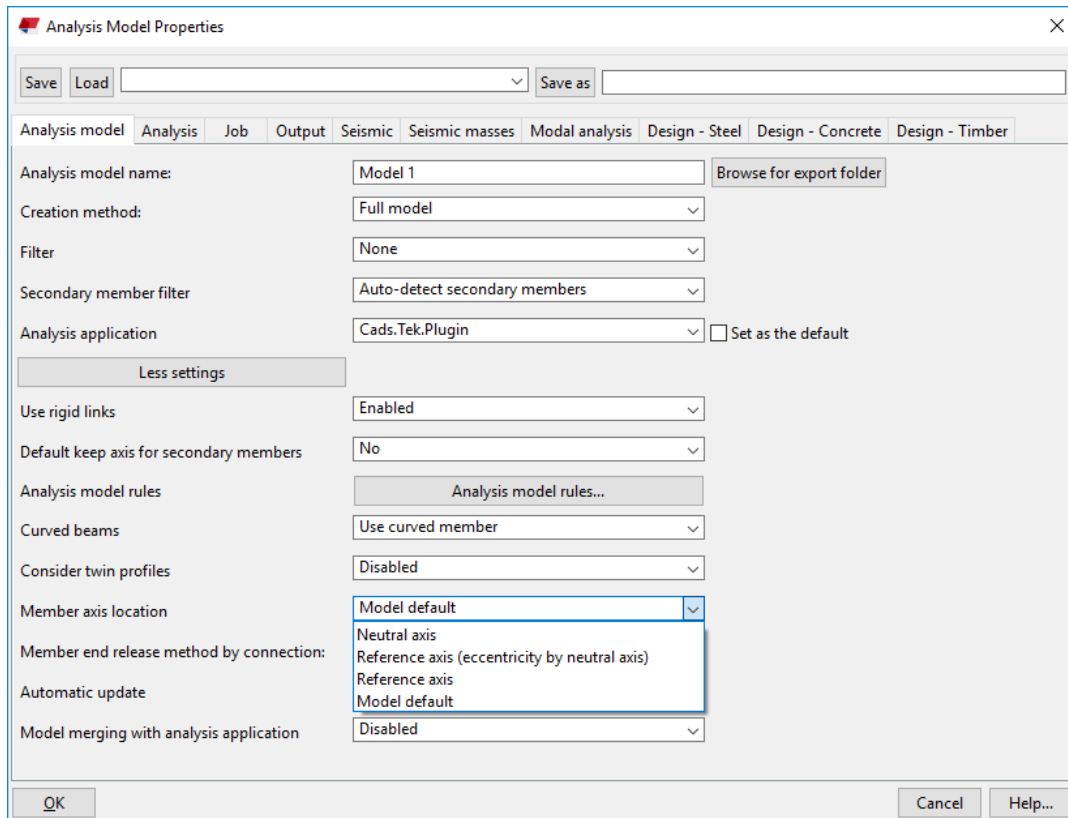 Analysis Model Properties
Save Load Save as
Analysis model Analysis Job Output Seismic Seismic masses Modal analysis Design - Steel Design - Concrete Design - Timber
Analysis model name: Model 1 Browse for export folder
Creation method: Full model
Filter None
Secondary member filter Auto-detect secondary members
Analysis application Cads.Tek.Plugin Set as the default
Less settings
Use rigid links Enabled
Default keep axis for secondary members No
Analysis model rules Analysis model rules...
Curved beams Use curved member
Consider twin profiles Disabled
Member axis location Model default
Neutral axis
Member end release method by connection: Reference axis (eccentricity by neutral axis)
Reference axis
Automatic update Model default
Model merging with analysis application Disabled
OK Cancel Help...